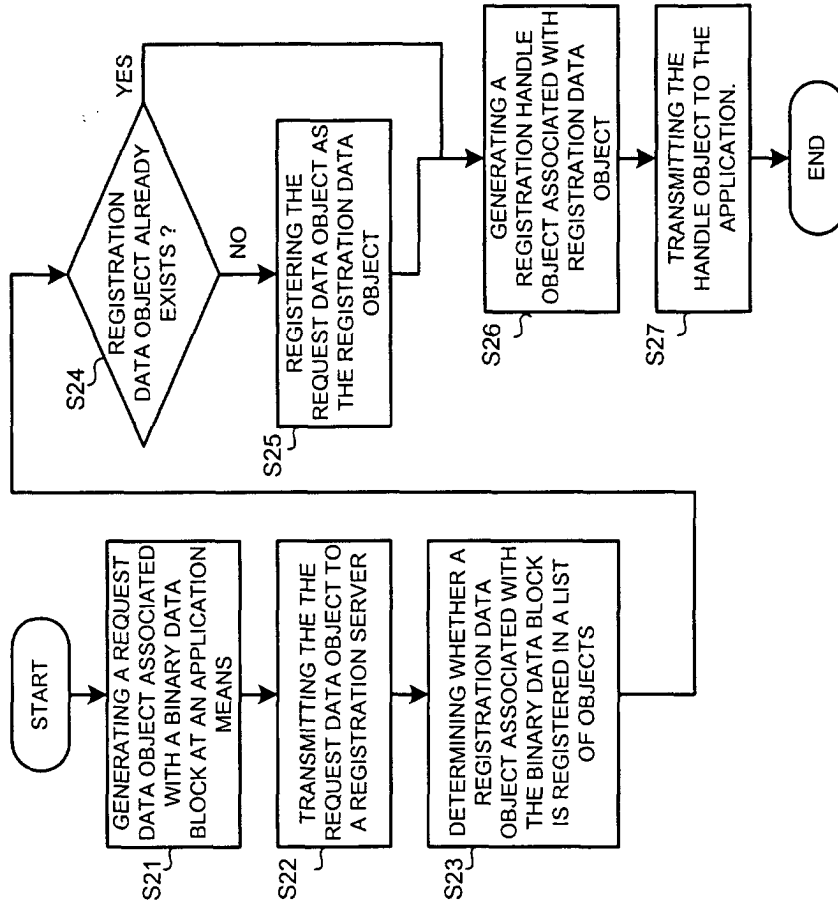 START
GENERATING A REQUEST
DATA OBJECT ASSOCIATED
WITH A BINARY DATA
BLOCK AT AN APPLICATION
MEANS
S21
TRANSMITTING THE THE
REQUEST DATA OBJECT TO
A REGISTRATION SERVER
S22
DETERMINING WHETHER A
REGISTRATION DATA
OBJECT ASSOCIATED WITH
THE BINARY DATA BLOCK
IS REGISTERED IN A LIST
OF OBJECTS
S23
REGISTRATION
DATA OBJECT ALREADY
EXISTS ?
S24
YES
NO
REGISTERING THE
REQUEST DATA OBJECT AS
THE REGISTRATION DATA
OBJECT
S25
GENERATING A
REGISTRATION HANDLE
OBJECT ASSOCIATED WITH
REGISTRATION DATA
OBJECT
S26
TRANSMITTING THE
HANDLE OBJECT TO THE
APPLICATION.
S27
END